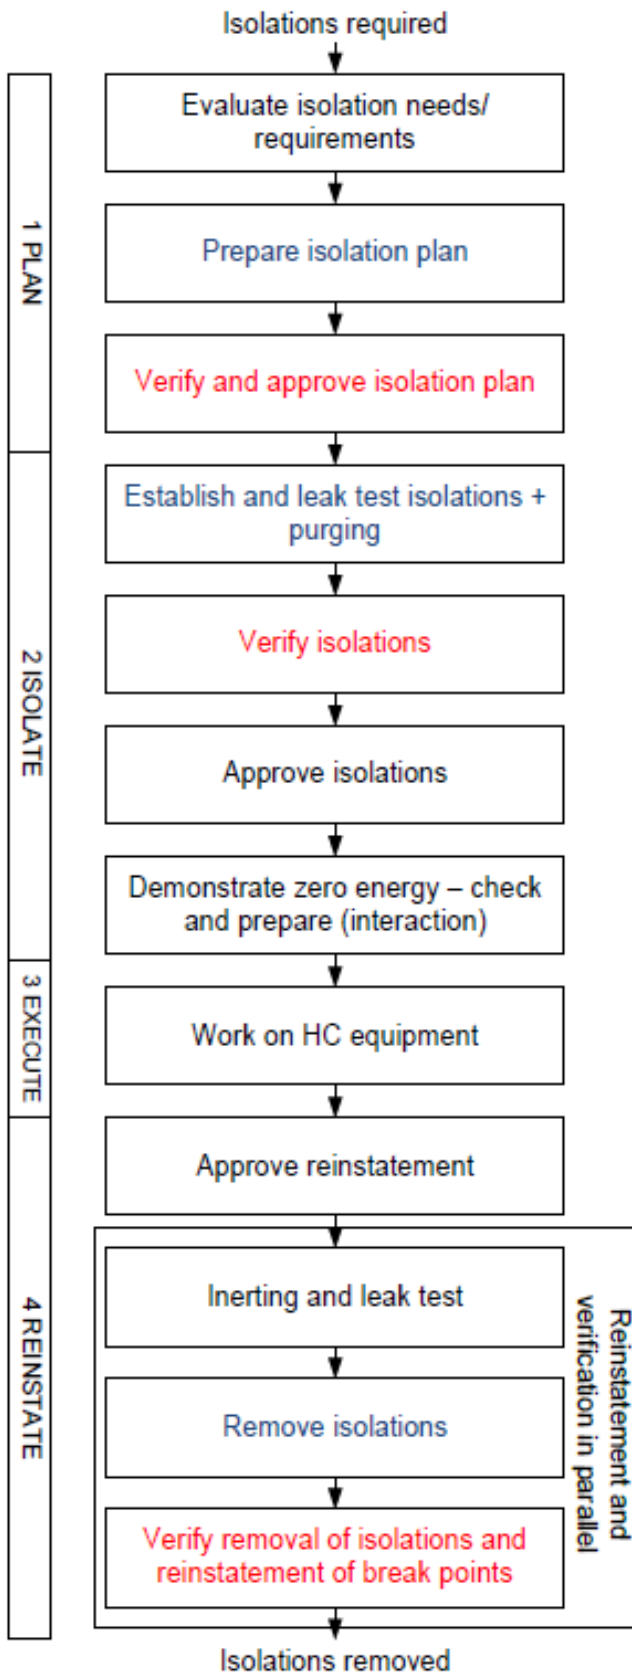 Isolations required
1 PLAN
Evaluate isolation needs/
requirements
Prepare isolation plan
Verify and approve isolation plan
2 ISOLATE
Establish and leak test isolations +
purging
Verify isolations
Approve isolations
Demonstrate zero energy – check
and prepare (interaction)
3 EXECUTE
Work on HC equipment
4 REINSTATE
Approve reinstatement
Inerting and leak test
Remove isolations
Verify removal of isolations and
reinstatement of break points
Reinstatement and
verification in parallel
Isolations removed